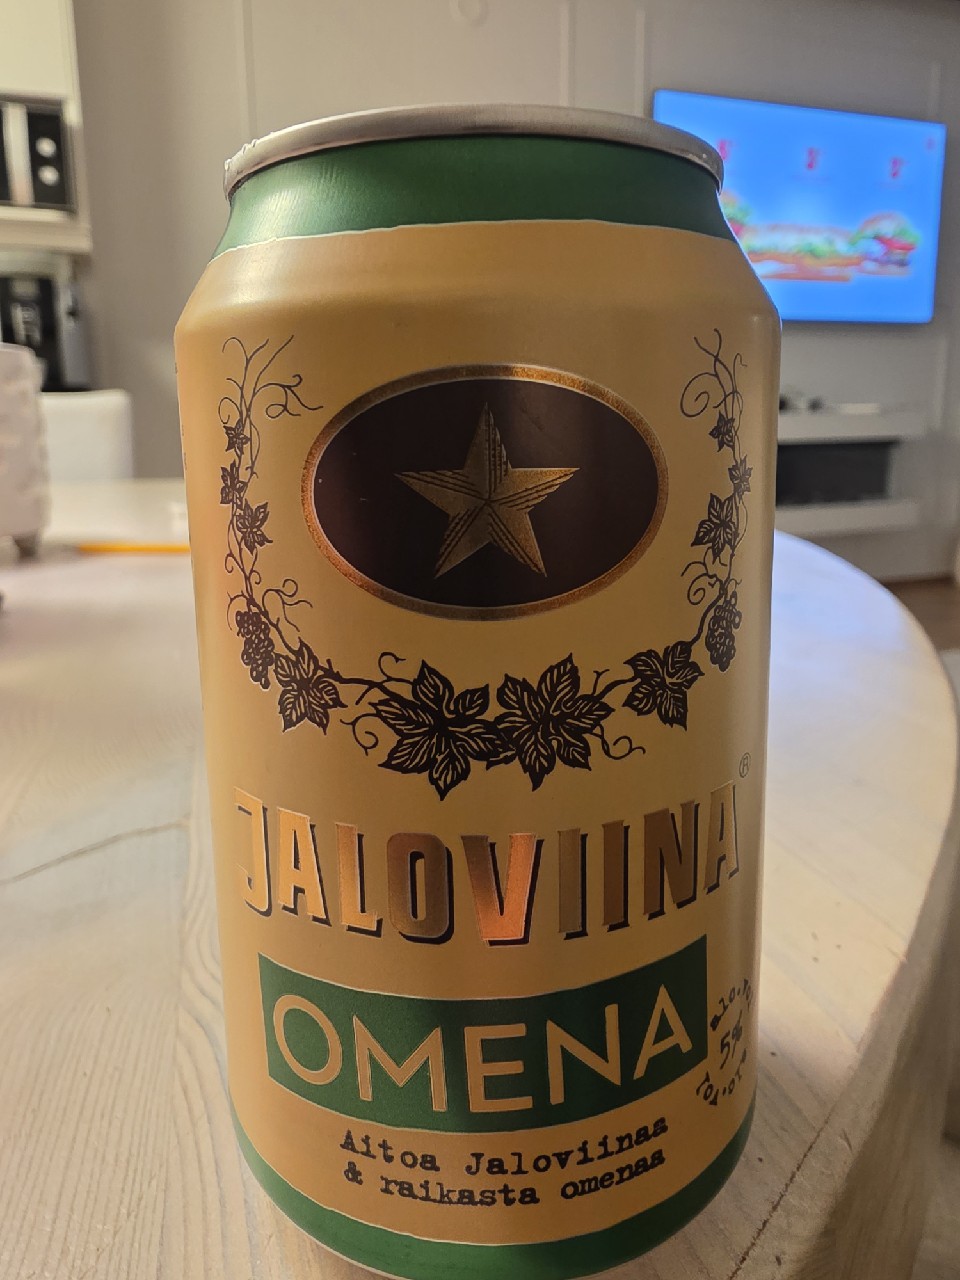 JALOVIINA®
OMENA
5%
Aitoa Jaloviinaa
& raikasta omenaa